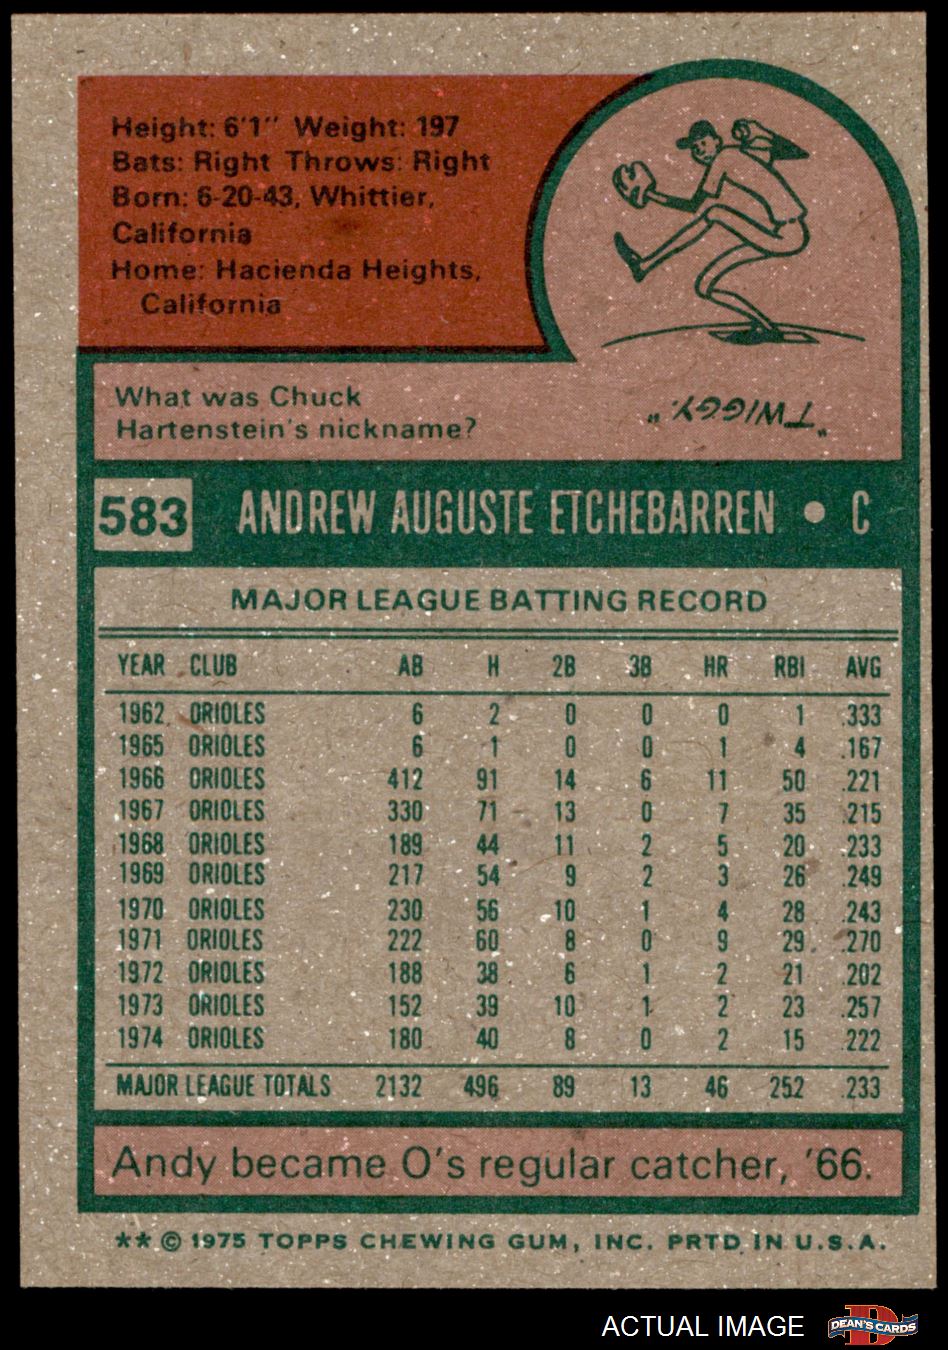 Height: 6'1" Weight: 197
Bats: Right Throws: Right
Born: 6-20-43, Whittier,
California
Home: Hacienda Heights,
California
What was Chuck
Hartenstein's nickname?
"TWIGGY."
583 ANDREW AUGUSTE ETCHEBARREN • C
MAJOR LEAGUE BATTING RECORD
YEAR CLUB AB H 2B 3B HR RBI AVG
1962 ORIOLES 6 2 0 0 0 1 .333
1965 ORIOLES 6 1 0 0 1 4 .167
1966 ORIOLES 412 91 14 6 11 50 .221
1967 ORIOLES 330 71 13 0 7 35 .215
1968 ORIOLES 189 44 11 2 5 20 .233
1969 ORIOLES 217 54 9 2 3 26 .249
1970 ORIOLES 230 56 10 1 4 28 .243
1971 ORIOLES 222 60 8 0 9 29 .270
1972 ORIOLES 188 38 6 1 2 21 .202
1973 ORIOLES 152 39 10 1 2 23 .257
1974 ORIOLES 180 40 8 0 2 15 .222
MAJOR LEAGUE TOTALS 2132 496 89 13 46 252 .233
Andy became O's regular catcher, '66.
** © 1975 TOPPS CHEWING GUM, INC. PRTD. IN U.S.A.
ACTUAL IMAGE
D
DEAN'S CARDS